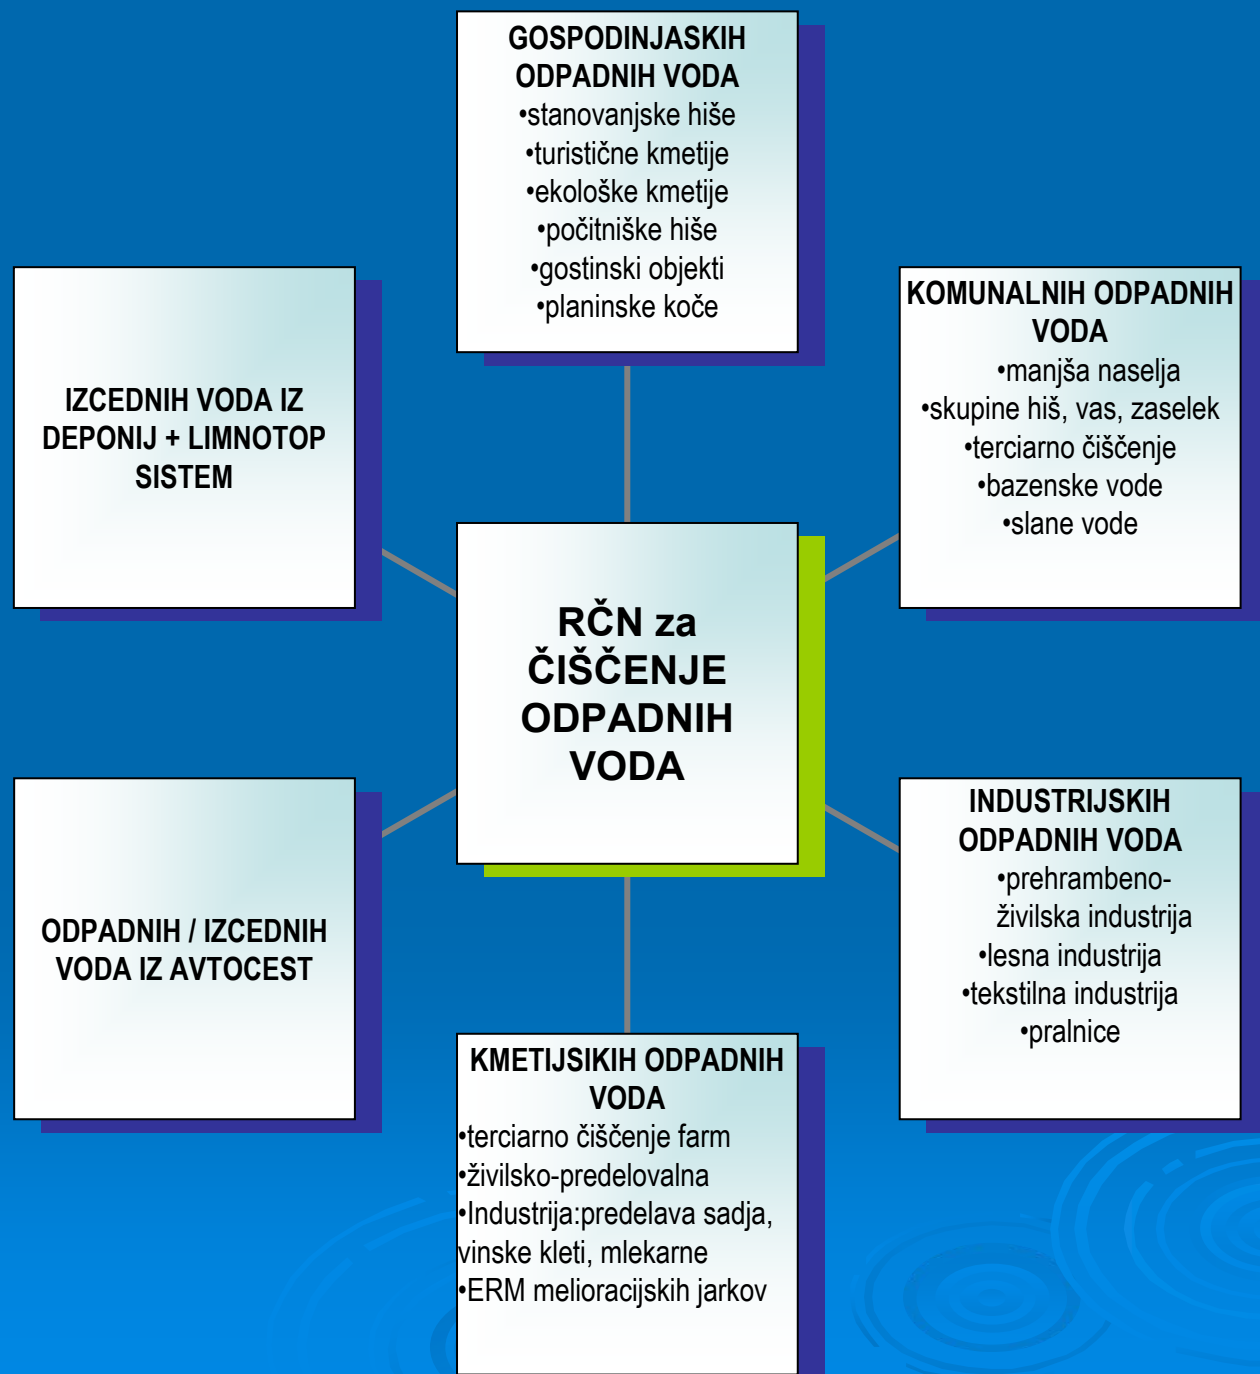 GOSPODINJASKIH
ODPADNIH VODA
•stanovanjske hiše
•turistične kmetije
•ekološke kmetije
•počitniške hiše
•gostinski objekti
•planinske koče
IZCEDNIH VODA IZ
DEPONIJ + LIMNOTOP
SISTEM
KOMUNALNIH ODPADNIH
VODA
•manjša naselja
•skupine hiš, vas, zaselek
•terciarno čiščenje
•bazenske vode
•slane vode
RČN za
ČIŠČENJE
ODPADNIH
VODA
ODPADNIH / IZCEDNIH
VODA IZ AVTOCEST
INDUSTRIJSKIH
ODPADNIH VODA
•prehrambeno-
živilska industrija
•lesna industrija
•tekstilna industrija
•pralnice
KMETIJSIKIH ODPADNIH
VODA
•terciarno čiščenje farm
•živilsko-predelovalna
•Industrija:predelava sadja,
vinske kleti, mlekarne
•ERM melioracijskih jarkov